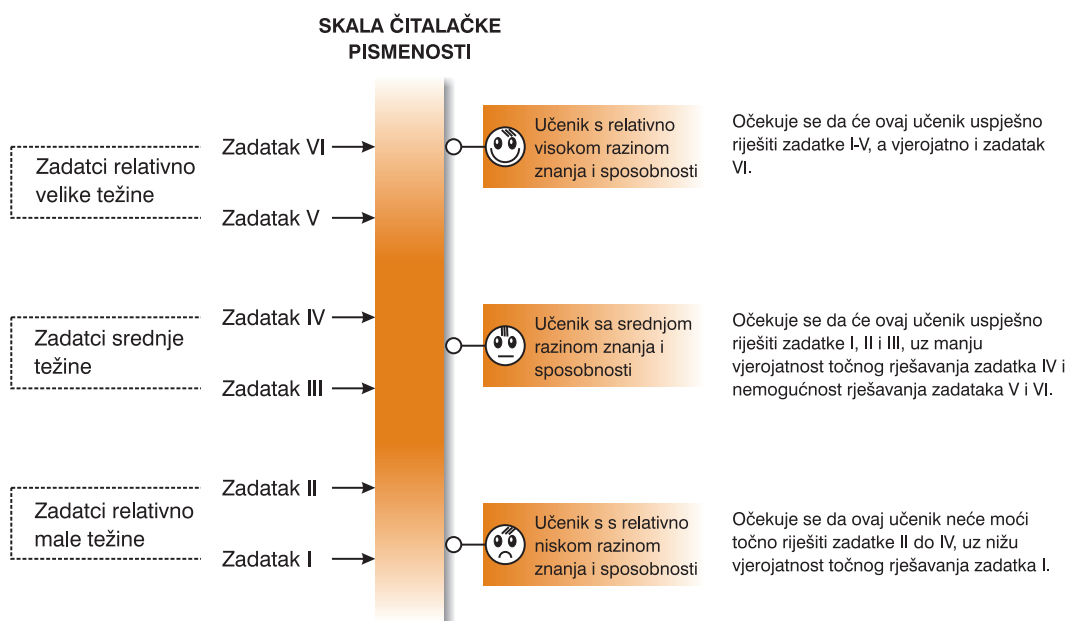 SKALA ČITALAČKE
PISMENOSTI
Zadatci relativno
velike težine
Zadatak VI
Zadatak V
Učenik s relativno
visokom razinom
znanja i sposobnosti
Očekuje se da će ovaj učenik uspješno
riješiti zadatke I-V, a vjerojatno i zadatak
VI.
Zadatci srednje
težine
Zadatak IV
Zadatak III
Učenik sa srednjom
razinom znanja i
sposobnosti
Očekuje se da će ovaj učenik uspješno
riješiti zadatke I, II i III, uz manju
vjerojatnost točnog rješavanja zadatka IV i
nemogućnost rješavanja zadataka V i VI.
Zadatci relativno
male težine
Zadatak II
Zadatak I
Učenik s s relativno
niskom razinom
znanja i sposobnosti
Očekuje se da ovaj učenik neće moći
točno riješiti zadatke II do IV, uz nižu
vjerojatnost točnog rješavanja zadatka I.